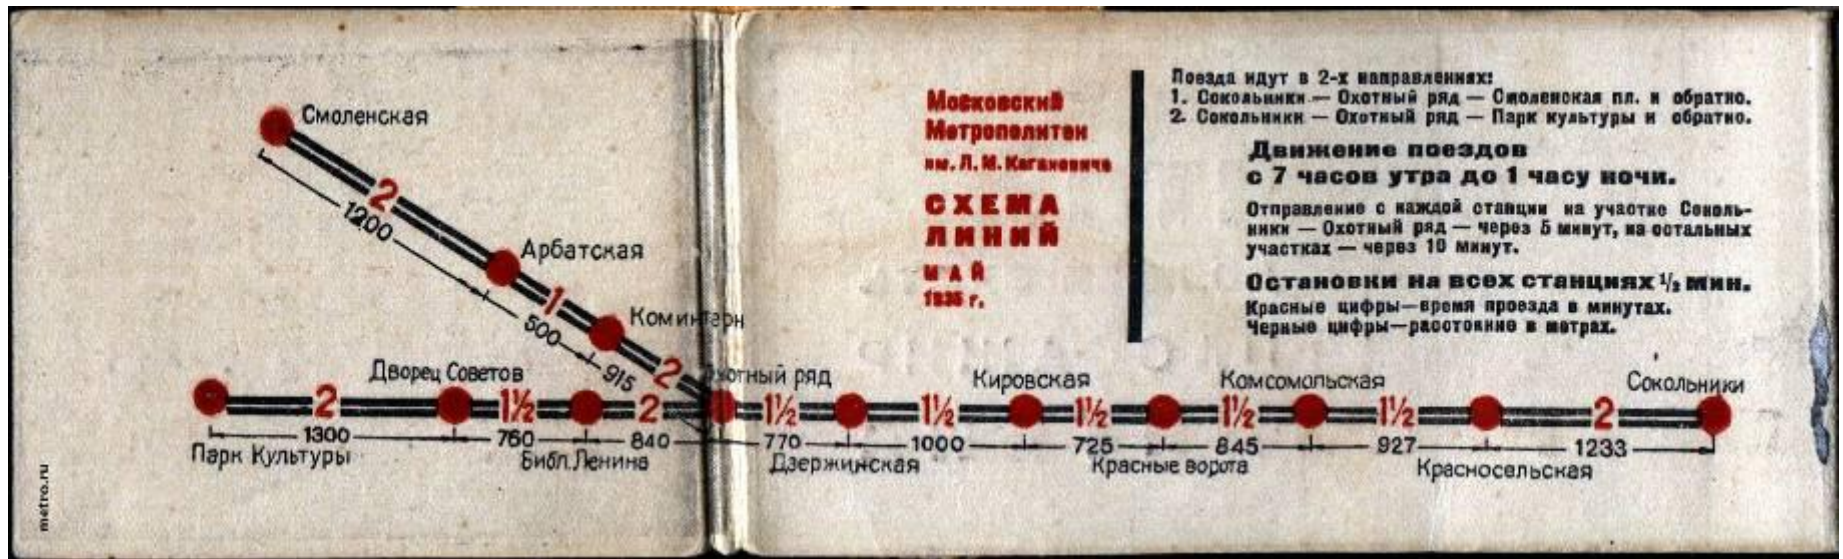 Смоленская
2
1200
Арбатская
1
500
Коминтерн
2
915
Московский
Метрополитен
им. Л. М. Кагановича
СХЕМА
ЛИНИЙ
МАЙ
1935 г.
Поезда идут в 2-х направлениях:
1. Сокольники — Охотный ряд — Смоленская пл. и обратно.
2. Сокольники — Охотный ряд — Парк культуры и обратно.
Движение поездов
с 7 часов утра до 1 часу ночи.
Отправление с каждой станции на участке Соколь-
ники — Охотный ряд — через 5 минут, на остальных
участках — через 10 минут.
Остановки на всех станциях ½ мин.
Красные цифры—время проезда в минутах.
Черные цифры—расстояние в метрах.
Дворец Советов Охотный ряд Кировская Комсомольская Сокольники
2 1½ 2 1½ 1½ 1½ 1½ 1½ 2
1300 760 840 770 1000 725 845 927 1233
Парк Культуры Библ. Ленина Дзержинская Красные ворота Красносельская
metro.ru